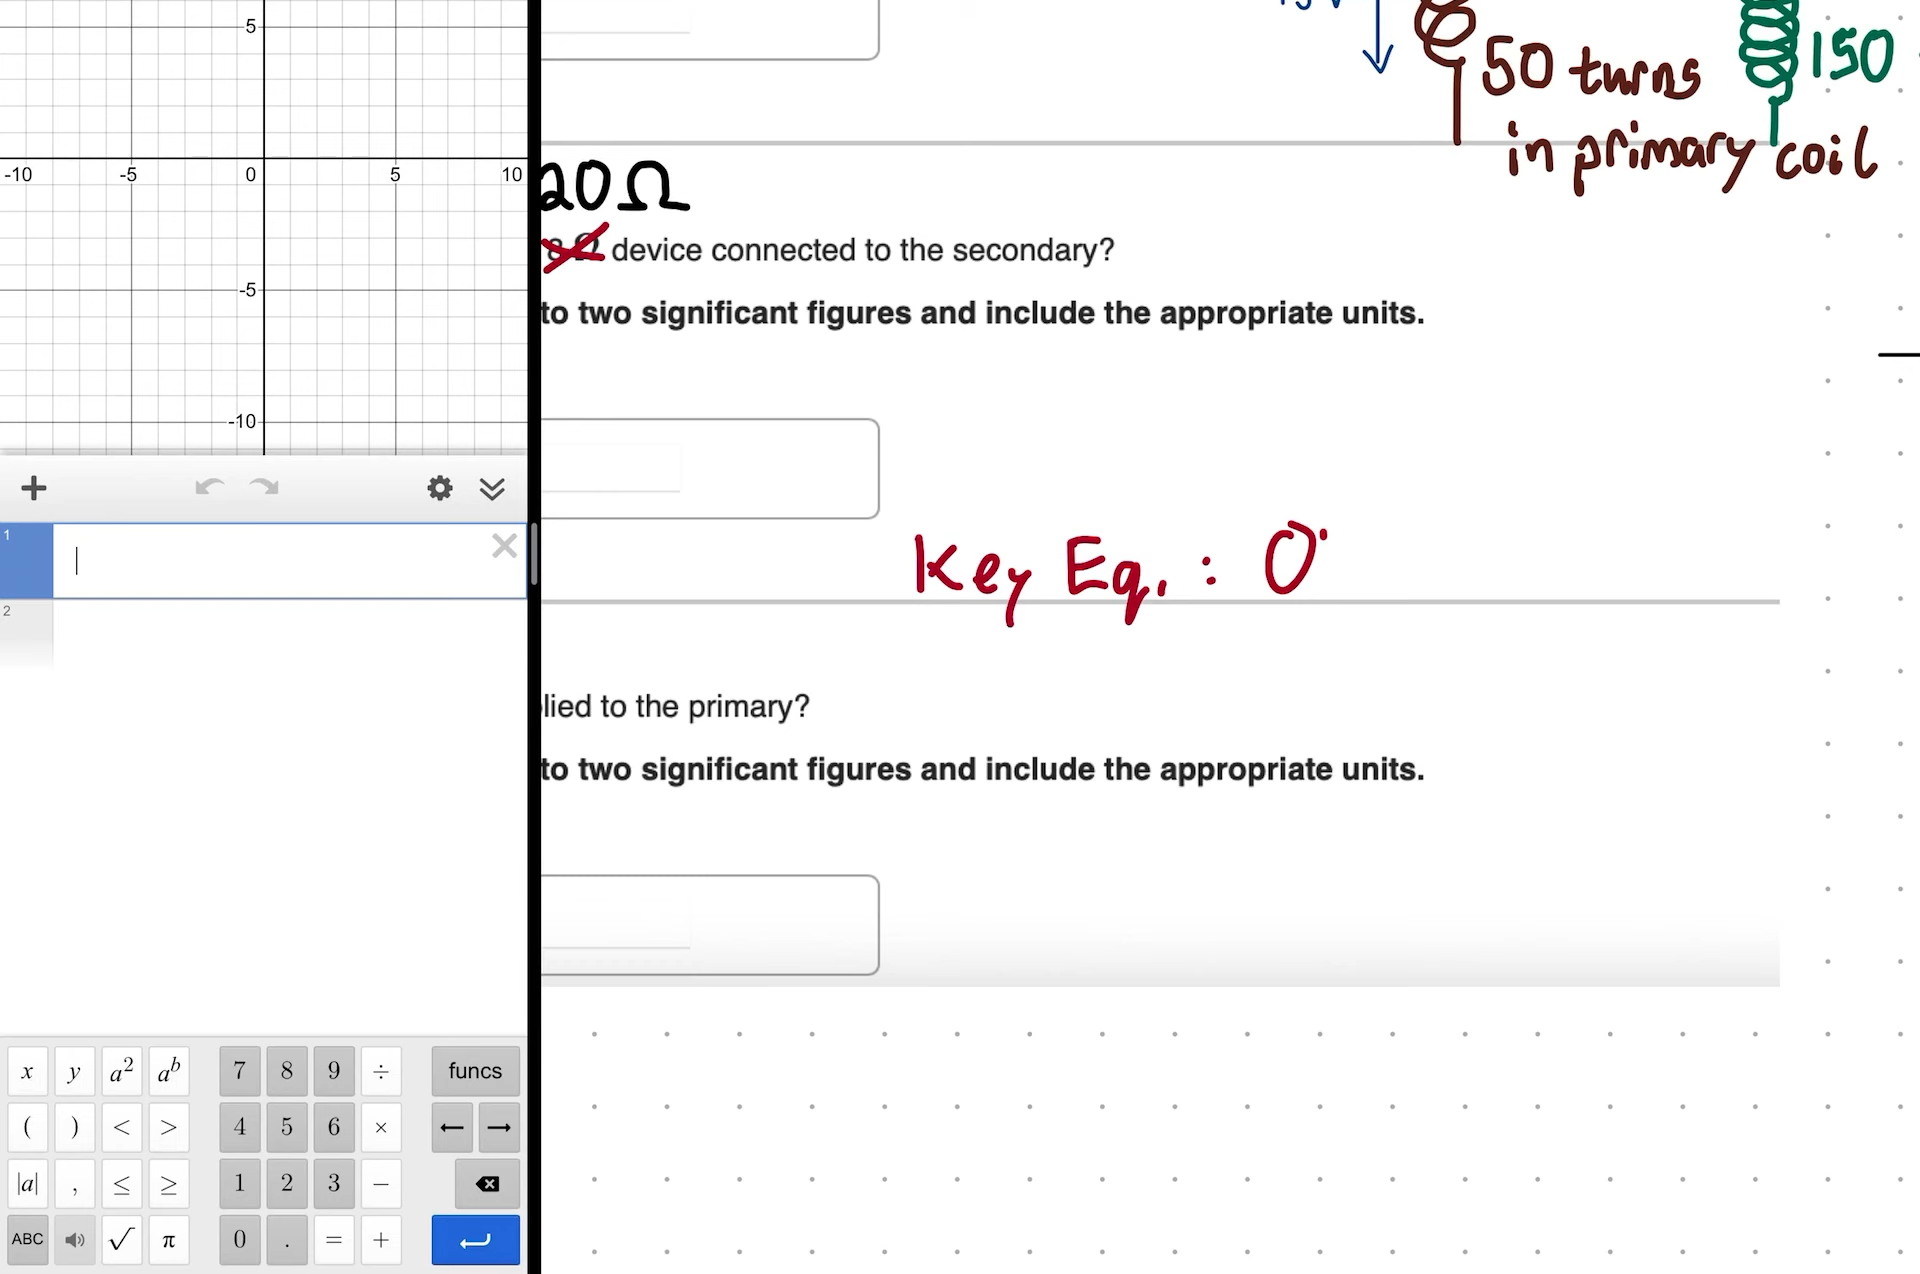 5
-10 -5 0 5 10
-5
-10
1
2
x y a² aᵇ 7 8 9 ÷ funcs
( ) < > 4 5 6 × ← →
|a| , ≤ ≥ 1 2 3 −
ABC √ π 0 . = +
50 turns
in primary coil
150
20Ω
8 Ω device connected to the secondary?
to two significant figures and include the appropriate units.
Key Eq. : O
lied to the primary?
to two significant figures and include the appropriate units.